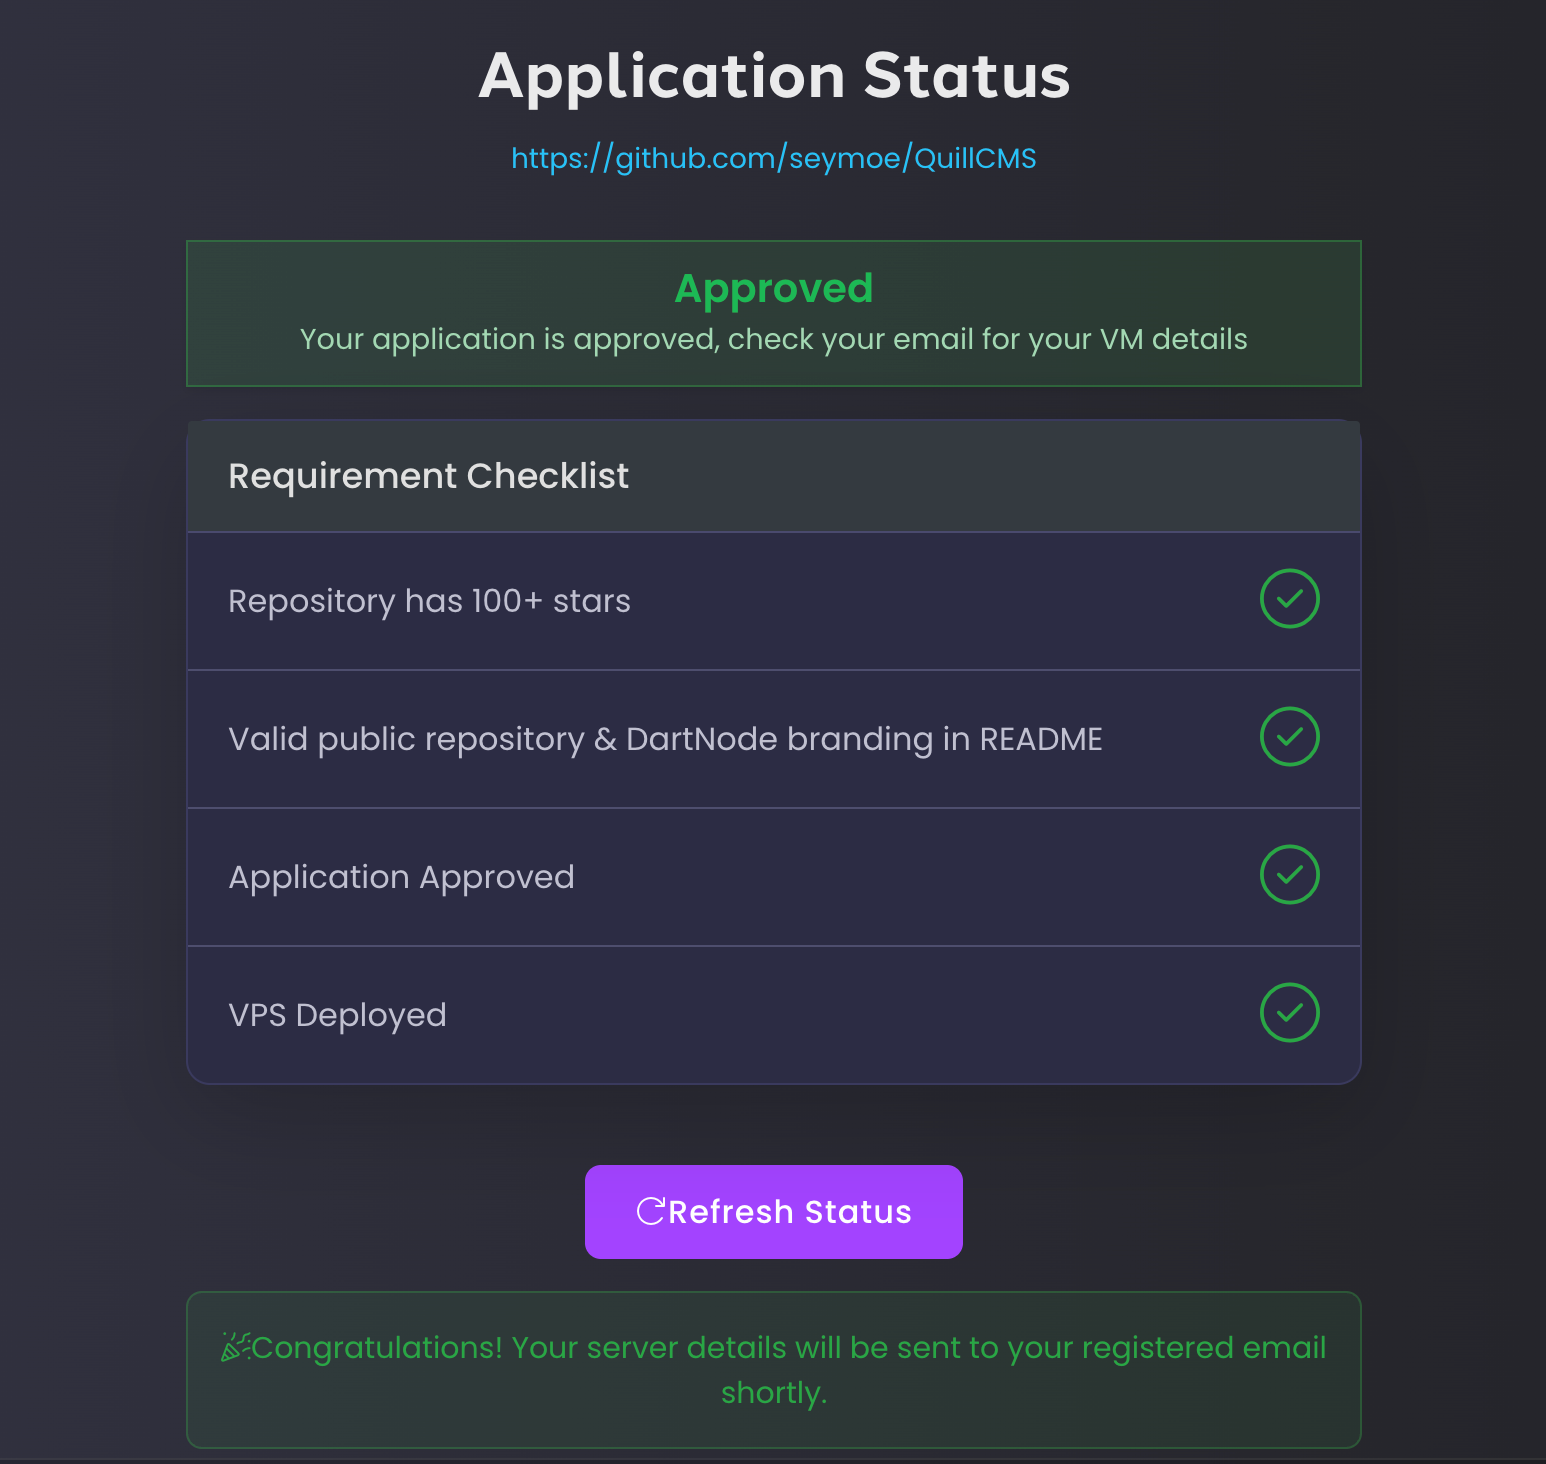 Application Status
https://github.com/seymoe/QuillCMS
Approved
Your application is approved, check your email for your VM details
Requirement Checklist
Repository has 100+ stars
Valid public repository & DartNode branding in README
Application Approved
VPS Deployed
Refresh Status
Congratulations! Your server details will be sent to your registered email
shortly.